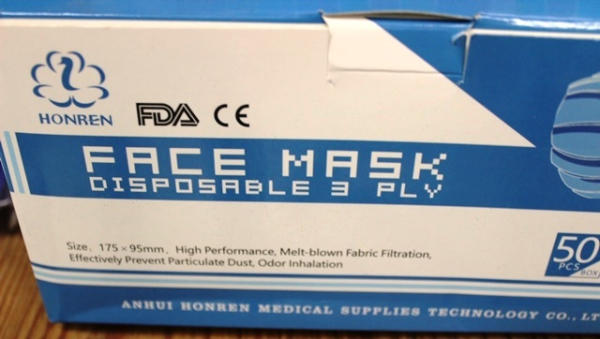 HONREN
FDA CE
FACE MASK
DISPOSABLE 3 PLY
Size, 175 × 95mm, High Performance, Melt-blown Fabric Filtration,
Effectively Prevent Particulate Dust, Odor Inhalation
50
PCS BOX
ANHUI HONREN MEDICAL SUPPLIES TECHNOLOGY CO., LT